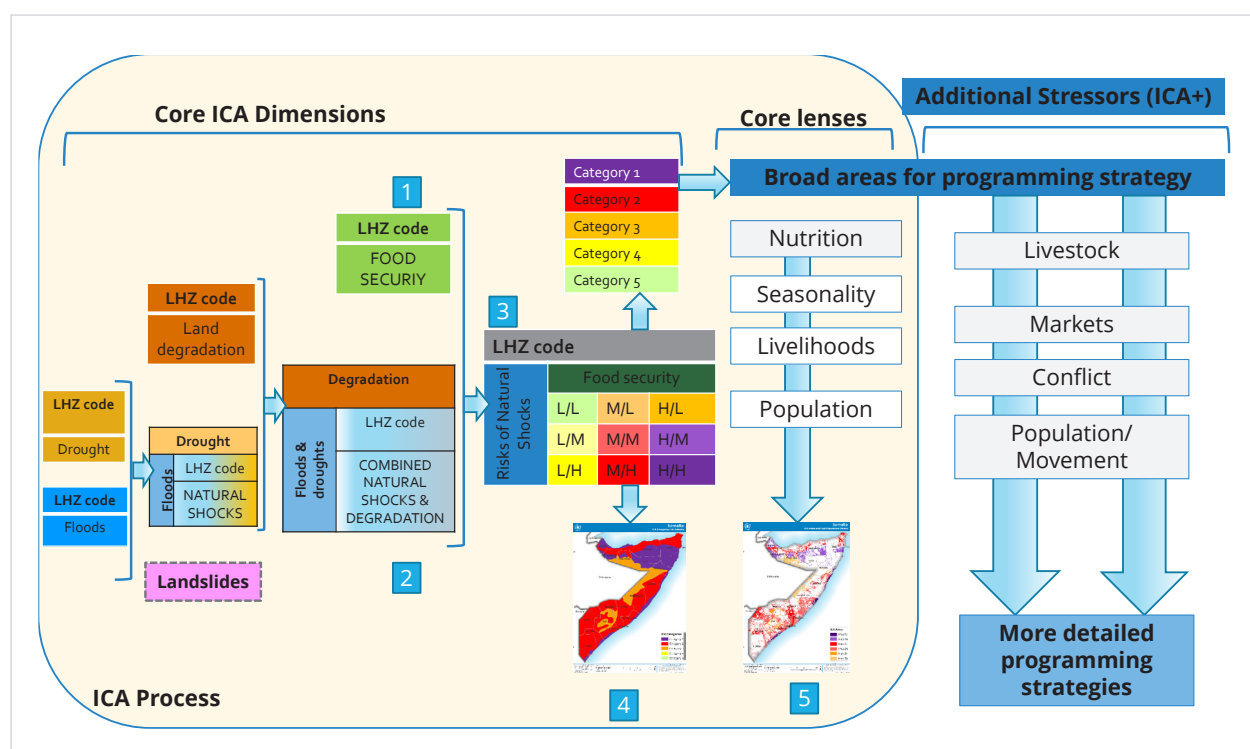 Additional Stressors (ICA+)
Core ICA Dimensions
Core lenses
Category 1
Category 2
Category 3
Category 4
Category 5
Broad areas for programming strategy
1
LHZ code
FOOD
SECURIY
LHZ code
Land
degradation
LHZ code
Drought
LHZ code
Floods
Drought
Floods
LHZ code
NATURAL
SHOCKS
Landslides
Degradation
Floods &
droughts
LHZ code
COMBINED
NATURAL
SHOCKS &
DEGRADATION
2
3
LHZ code
Risks of Natural
Shocks
Food security
L/L M/L H/L
L/M M/M H/M
L/H M/H H/H
Nutrition
Seasonality
Livelihoods
Population
Livestock
Markets
Conflict
Population/
Movement
Somalia
4
5
More detailed
programming
strategies
ICA Process